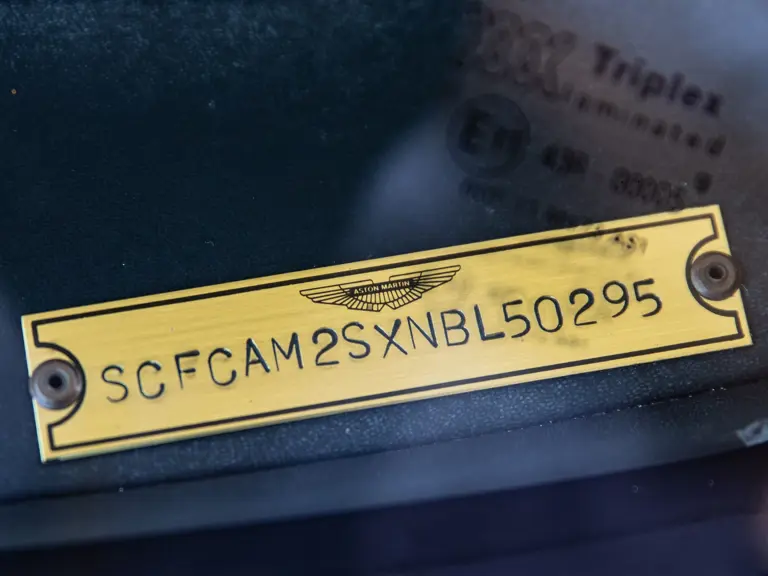 Triplex
laminated
ASTON MARTIN
SCFCAM2SXNBL50295